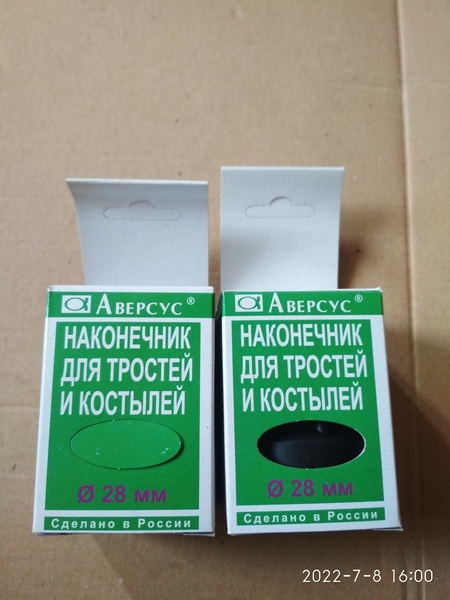 Аверсус®
НАКОНЕЧНИК
ДЛЯ ТРОСТЕЙ
И КОСТЫЛЕЙ
Ø 28 мм
Сделано в России
Аверсус®
НАКОНЕЧНИК
ДЛЯ ТРОСТЕЙ
И КОСТЫЛЕЙ
Ø 28 мм
Сделано в России
2022-7-8 16:00